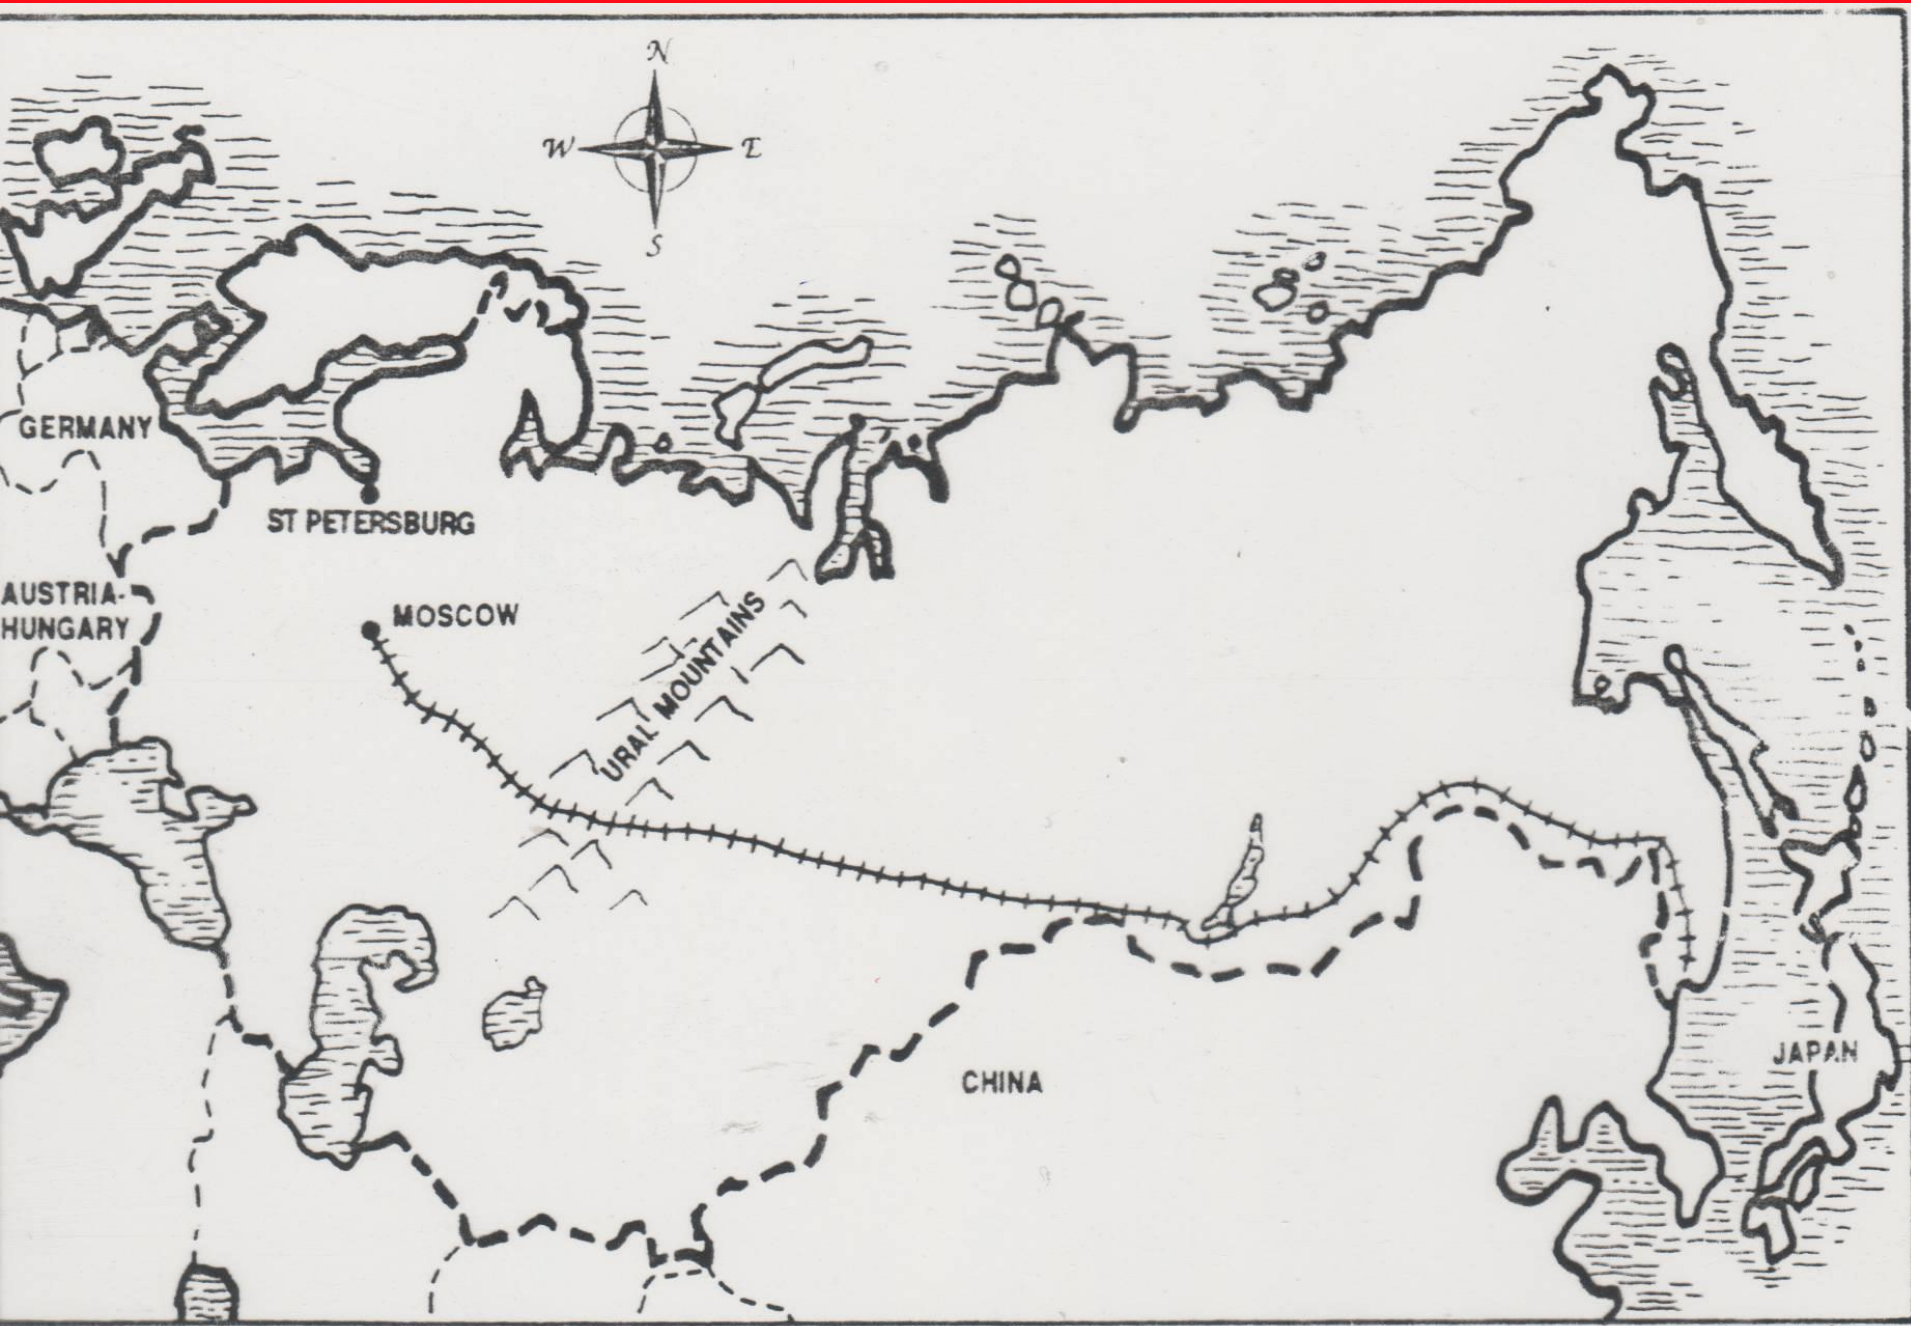 N
W E
S
GERMANY
ST PETERSBURG
AUSTRIA-
HUNGARY
MOSCOW
URAL MOUNTAINS
CHINA
JAPAN